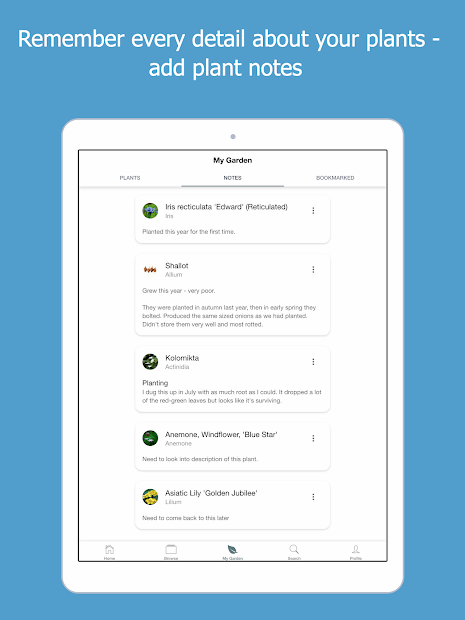 Remember every detail about your plants -
add plant notes
My Garden
PLANTS
NOTES
BOOKMARKED
Iris recticulata 'Edward' (Reticulated)
Iris
Planted this year for the first time.
Shallot
Allium
Grew this year - very poor.
They were planted in autumn last year, then in early spring they
bolted. Produced the same sized onions as we had planted.
Didn't store them very well and most rotted.
Kolomikta
Actinidia
Planting
I dug this up in July with as much root as I could. It dropped a lot
of the red-green leaves but looks like it's surviving.
Anemone, Windflower, 'Blue Star'
Anemone
Need to look into description of this plant.
Asiatic Lily 'Golden Jubilee'
Lilium
Need to come back to this later
Home
Browse
My Garden
Search
Profile